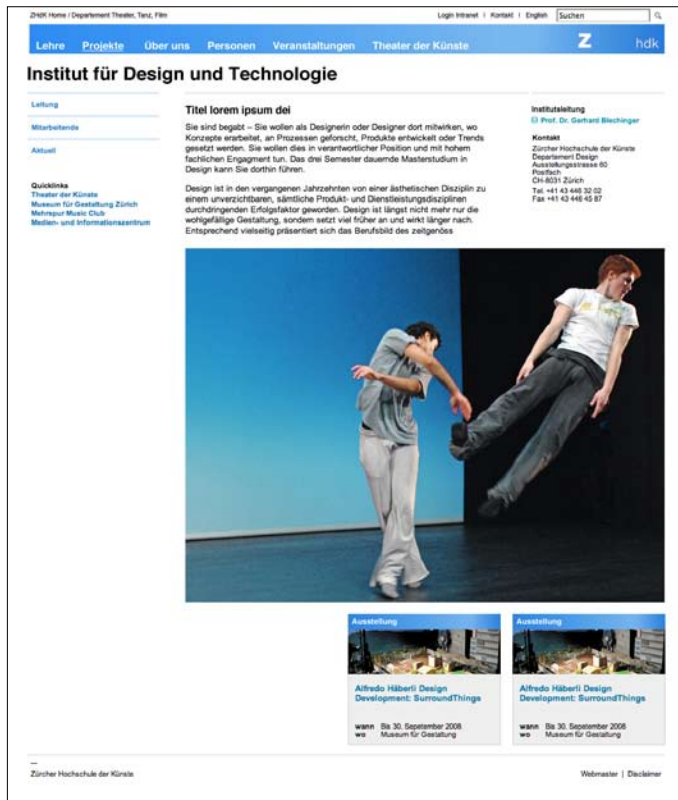 ZHdK Home / Departement Theater, Tanz, Film
Login Intranet | Kontakt | English
Suchen
Lehre Projekte Über uns Personen Veranstaltungen Theater der Künste
Z hdk
Institut für Design und Technologie
Leitung
Mitarbeitende
Aktuell
Quicklinks
Theater der Künste
Museum für Gestaltung Zürich
Mehrspur Music Club
Medien- und Informationszentrum
Titel lorem ipsum dei
Sie sind begabt – Sie wollen als Designerin oder Designer dort mitwirken, wo
Konzepte erarbeitet, an Prozessen geforscht, Produkte entwickelt oder Trends
gesetzt werden. Sie wollen dies in verantwortlicher Position und mit hohem
fachlichen Engagment tun. Das drei Semester dauernde Masterstudium in
Design kann Sie dorthin führen.
Design ist in den vergangenen Jahrzehnten von einer ästhetischen Disziplin zu
einem unverzichtbaren, sämtliche Produkt- und Dienstleistungsdisziplinen
durchdringenden Erfolgsfaktor geworden. Design ist längst nicht mehr nur die
wohlgefällige Gestaltung, sondern setzt viel früher an und wirkt länger nach.
Entsprechend vielseitig präsentiert sich das Berufsbild des zeitgenöss
Institutsleitung
Prof. Dr. Gerhard Blechinger
Kontakt
Zürcher Hochschule der Künste
Departement Design
Ausstellungsstrasse 60
Postfach
CH-8031 Zürich
Tel. +41 43 446 32 02
Fax +41 43 446 45 87
Ausstellung
Alfredo Häberli Design
Development: SurroundThings
wann Bis 30. Sepetember 2008
wo Museum für Gestaltung
Ausstellung
Alfredo Häberli Design
Development: SurroundThings
wann Bis 30. Sepetember 2008
wo Museum für Gestaltung
—
Zürcher Hochschule der Künste
Webmaster | Disclaimer